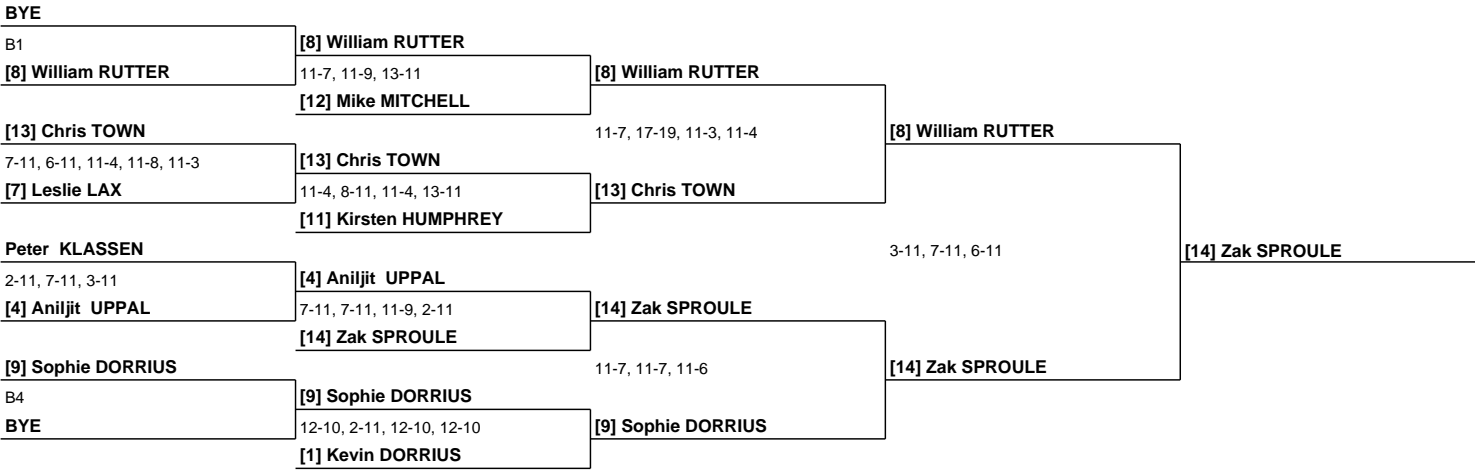 BYE
B1
[8] William RUTTER
[8] William RUTTER
11-7, 11-9, 13-11
[8] William RUTTER
[12] Mike MITCHELL
[13] Chris TOWN
11-7, 17-19, 11-3, 11-4
[8] William RUTTER
7-11, 6-11, 11-4, 11-8, 11-3
[13] Chris TOWN
[7] Leslie LAX
11-4, 8-11, 11-4, 13-11
[13] Chris TOWN
[11] Kirsten HUMPHREY
Peter  KLASSEN
3-11, 7-11, 6-11
[14] Zak SPROULE
2-11, 7-11, 3-11
[4] Aniljit  UPPAL
[4] Aniljit  UPPAL
7-11, 7-11, 11-9, 2-11
[14] Zak SPROULE
[14] Zak SPROULE
[9] Sophie DORRIUS
11-7, 11-7, 11-6
[14] Zak SPROULE
B4
[9] Sophie DORRIUS
BYE
12-10, 2-11, 12-10, 12-10
[9] Sophie DORRIUS
[1] Kevin DORRIUS